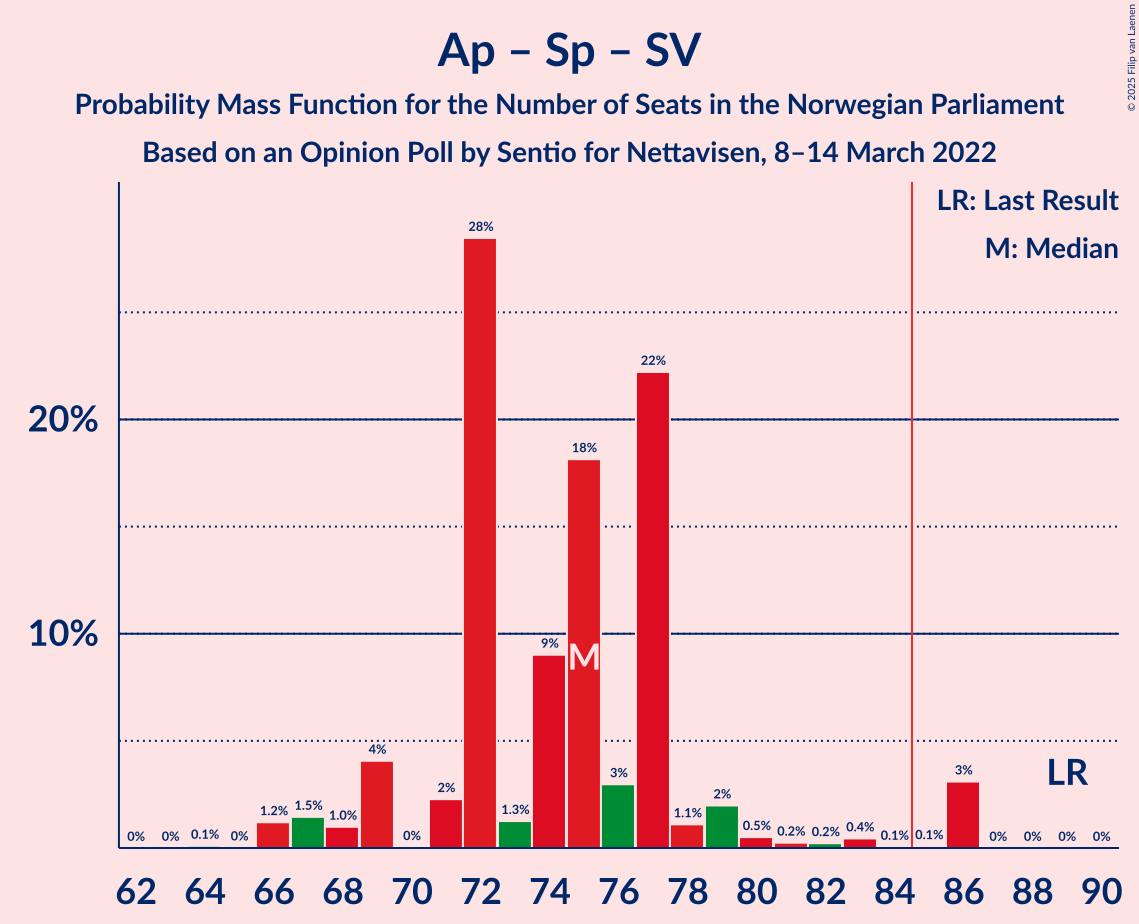 Ap – Sp – SV
Probability Mass Function for the Number of Seats in the Norwegian Parliament
Based on an Opinion Poll by Sentio for Nettavisen, 8–14 March 2022
© 2025 Filip van Laenen
LR: Last Result
M: Median
20%
10%
0% 0% 0.1% 0% 1.2% 1.5% 1.0% 4% 0% 2% 28% 1.3% 9% 18% 3% 22% 1.1% 2% 0.5% 0.2% 0.2% 0.4% 0.1% 0.1% 3% 0% 0% 0% 0%
M
LR
62 64 66 68 70 72 74 76 78 80 82 84 86 88 90